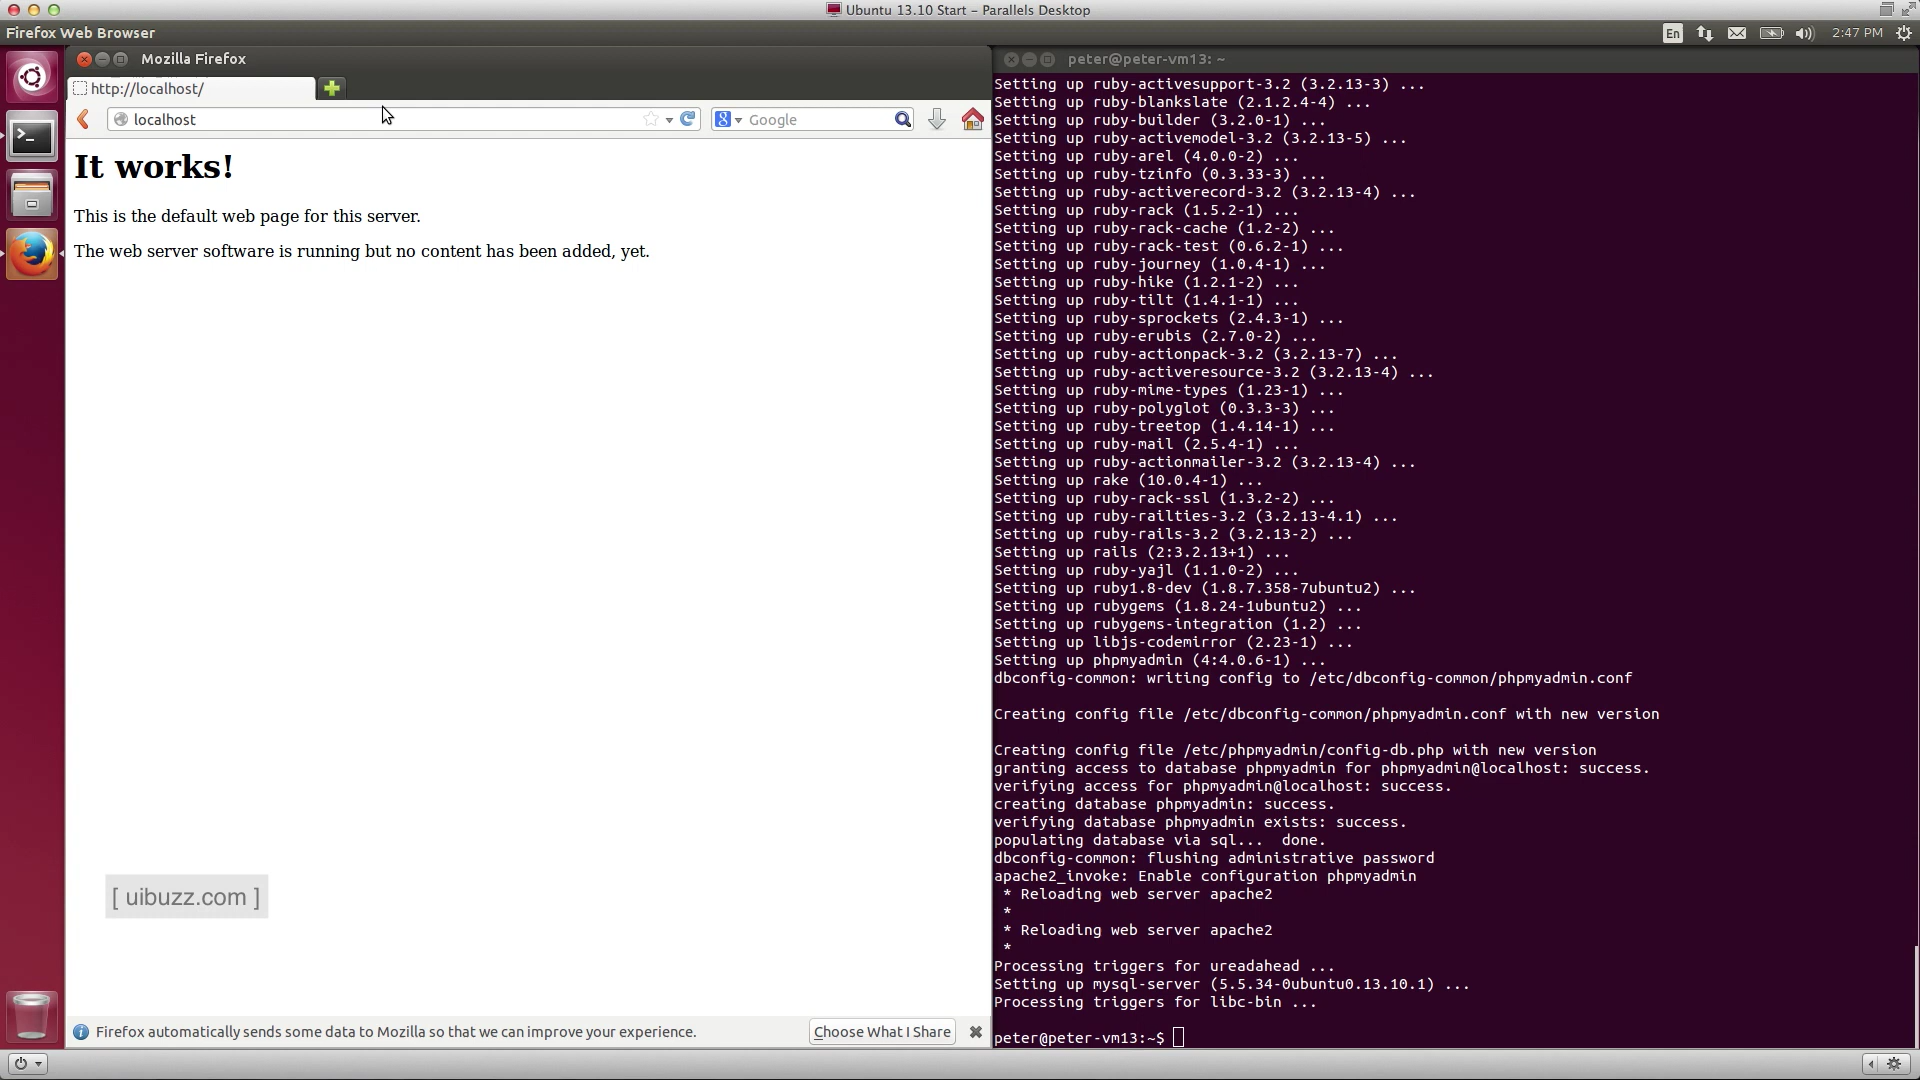 Ubuntu 13.10 Start – Parallels Desktop
Firefox Web Browser
En
2:47 PM
Mozilla Firefox
http://localhost/
localhost
Google
It works!
This is the default web page for this server.
The web server software is running but no content has been added, yet.
[ uibuzz.com ]
Firefox automatically sends some data to Mozilla so that we can improve your experience.
Choose What I Share
peter@peter-vm13: ~
Setting up ruby-activesupport-3.2 (3.2.13-3) ...
Setting up ruby-blankslate (2.1.2.4-4) ...
Setting up ruby-builder (3.2.0-1) ...
Setting up ruby-activemodel-3.2 (3.2.13-5) ...
Setting up ruby-arel (4.0.0-2) ...
Setting up ruby-tzinfo (0.3.33-3) ...
Setting up ruby-activerecord-3.2 (3.2.13-4) ...
Setting up ruby-rack (1.5.2-1) ...
Setting up ruby-rack-cache (1.2-2) ...
Setting up ruby-rack-test (0.6.2-1) ...
Setting up ruby-journey (1.0.4-1) ...
Setting up ruby-hike (1.2.1-2) ...
Setting up ruby-tilt (1.4.1-1) ...
Setting up ruby-sprockets (2.4.3-1) ...
Setting up ruby-erubis (2.7.0-2) ...
Setting up ruby-actionpack-3.2 (3.2.13-7) ...
Setting up ruby-activeresource-3.2 (3.2.13-4) ...
Setting up ruby-mime-types (1.23-1) ...
Setting up ruby-polyglot (0.3.3-3) ...
Setting up ruby-treetop (1.4.14-1) ...
Setting up ruby-mail (2.5.4-1) ...
Setting up ruby-actionmailer-3.2 (3.2.13-4) ...
Setting up rake (10.0.4-1) ...
Setting up ruby-rack-ssl (1.3.2-2) ...
Setting up ruby-railties-3.2 (3.2.13-4.1) ...
Setting up ruby-rails-3.2 (3.2.13-2) ...
Setting up rails (2:3.2.13+1) ...
Setting up ruby-yajl (1.1.0-2) ...
Setting up ruby1.8-dev (1.8.7.358-7ubuntu2) ...
Setting up rubygems (1.8.24-1ubuntu2) ...
Setting up rubygems-integration (1.2) ...
Setting up libjs-codemirror (2.23-1) ...
Setting up phpmyadmin (4:4.0.6-1) ...
dbconfig-common: writing config to /etc/dbconfig-common/phpmyadmin.conf
Creating config file /etc/dbconfig-common/phpmyadmin.conf with new version
Creating config file /etc/phpmyadmin/config-db.php with new version
granting access to database phpmyadmin for phpmyadmin@localhost: success.
verifying access for phpmyadmin@localhost: success.
creating database phpmyadmin: success.
verifying database phpmyadmin exists: success.
populating database via sql...  done.
dbconfig-common: flushing administrative password
apache2_invoke: Enable configuration phpmyadmin
* Reloading web server apache2
*
* Reloading web server apache2
*
Processing triggers for ureadahead ...
Setting up mysql-server (5.5.34-0ubuntu0.13.10.1) ...
Processing triggers for libc-bin ...
peter@peter-vm13:~$